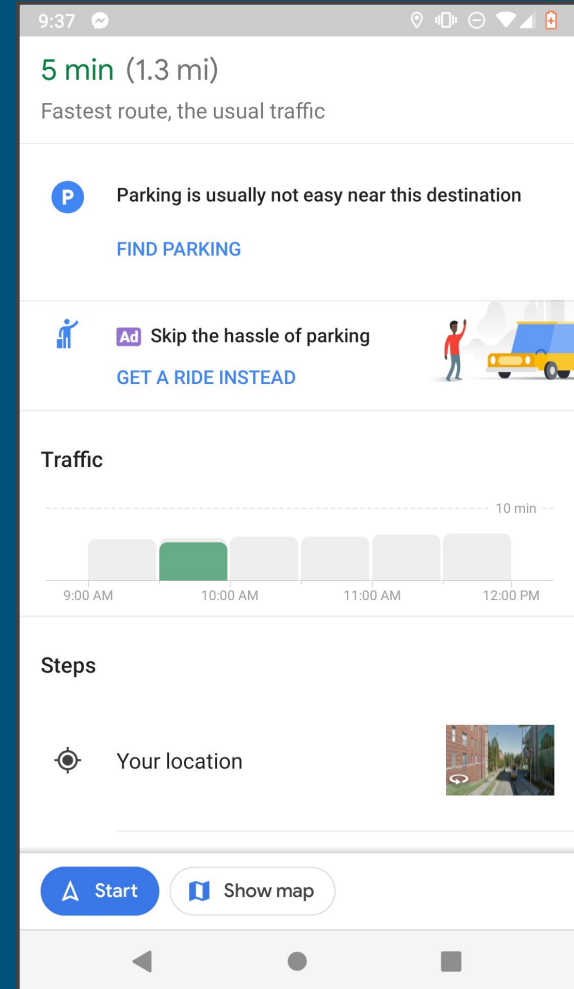 9:37
5 min (1.3 mi)
Fastest route, the usual traffic
P
Parking is usually not easy near this destination
FIND PARKING
Ad Skip the hassle of parking
GET A RIDE INSTEAD
Traffic
10 min
9:00 AM 10:00 AM 11:00 AM 12:00 PM
Steps
Your location
Start Show map